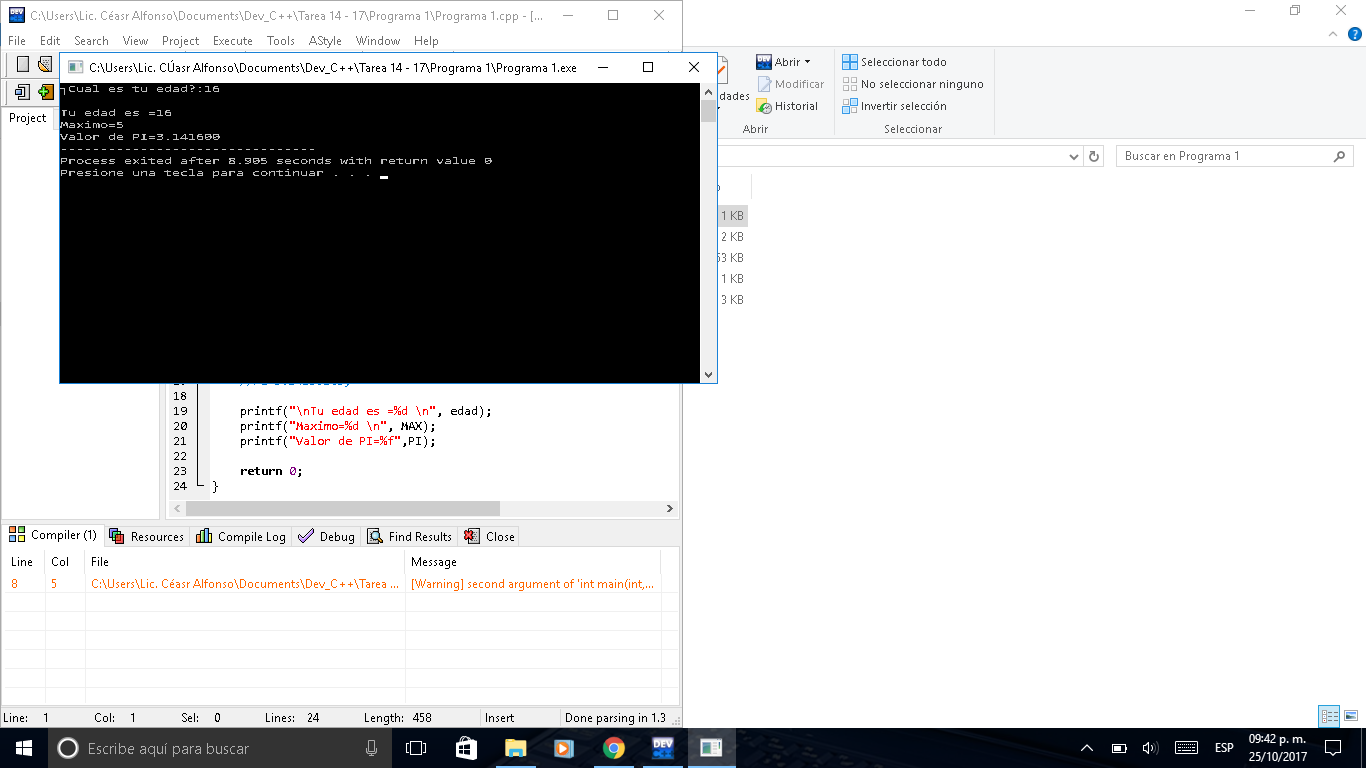 C:\Users\Lic. Céasr Alfonso\Documents\Dev_C++\Tarea 14 - 17\Programa 1\Programa 1.cpp - [...
File Edit Search View Project Execute Tools AStyle Window Help
C:\Users\Lic. CÚasr Alfonso\Documents\Dev_C++\Tarea 14 - 17\Programa 1\Programa 1.exe
Project
┐Cual es tu edad?:16
Tu edad es =16
Maximo=5
Valor de PI=3.141600
--------------------------------
Process exited after 8.905 seconds with return value 0
Presione una tecla para continuar . . .
dades
Abrir
Modificar
Historial
Abrir
Seleccionar todo
No seleccionar ninguno
Invertir selección
Seleccionar
Buscar en Programa 1
1 KB
2 KB
53 KB
1 KB
3 KB
18
19 printf("\nTu edad es =%d \n", edad);
20 printf("Maximo=%d \n", MAX);
21 printf("Valor de PI=%f",PI);
22
23 return 0;
24 }
Compiler (1) Resources Compile Log Debug Find Results Close
Line Col File Message
8 5 C:\Users\Lic. Céasr Alfonso\Documents\Dev_C++\Tarea ... [Warning] second argument of 'int main(int,...
Line: 1 Col: 1 Sel: 0 Lines: 24 Length: 458 Insert Done parsing in 1.3
Escribe aquí para buscar
DEV
ESP
09:42 p. m.
25/10/2017